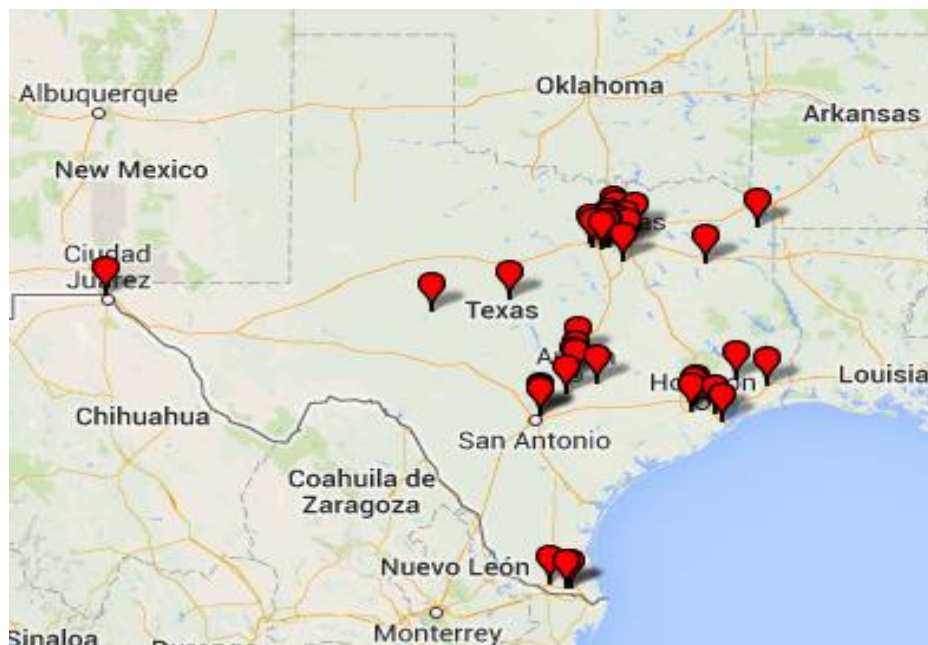 Oklahoma
Albuquerque
Arkansas
New Mexico
Ciudad
Juárez
Texas
Louisia
Chihuahua
San Antonio
Coahuila de
Zaragoza
Nuevo León
Monterrey
Sinaloa